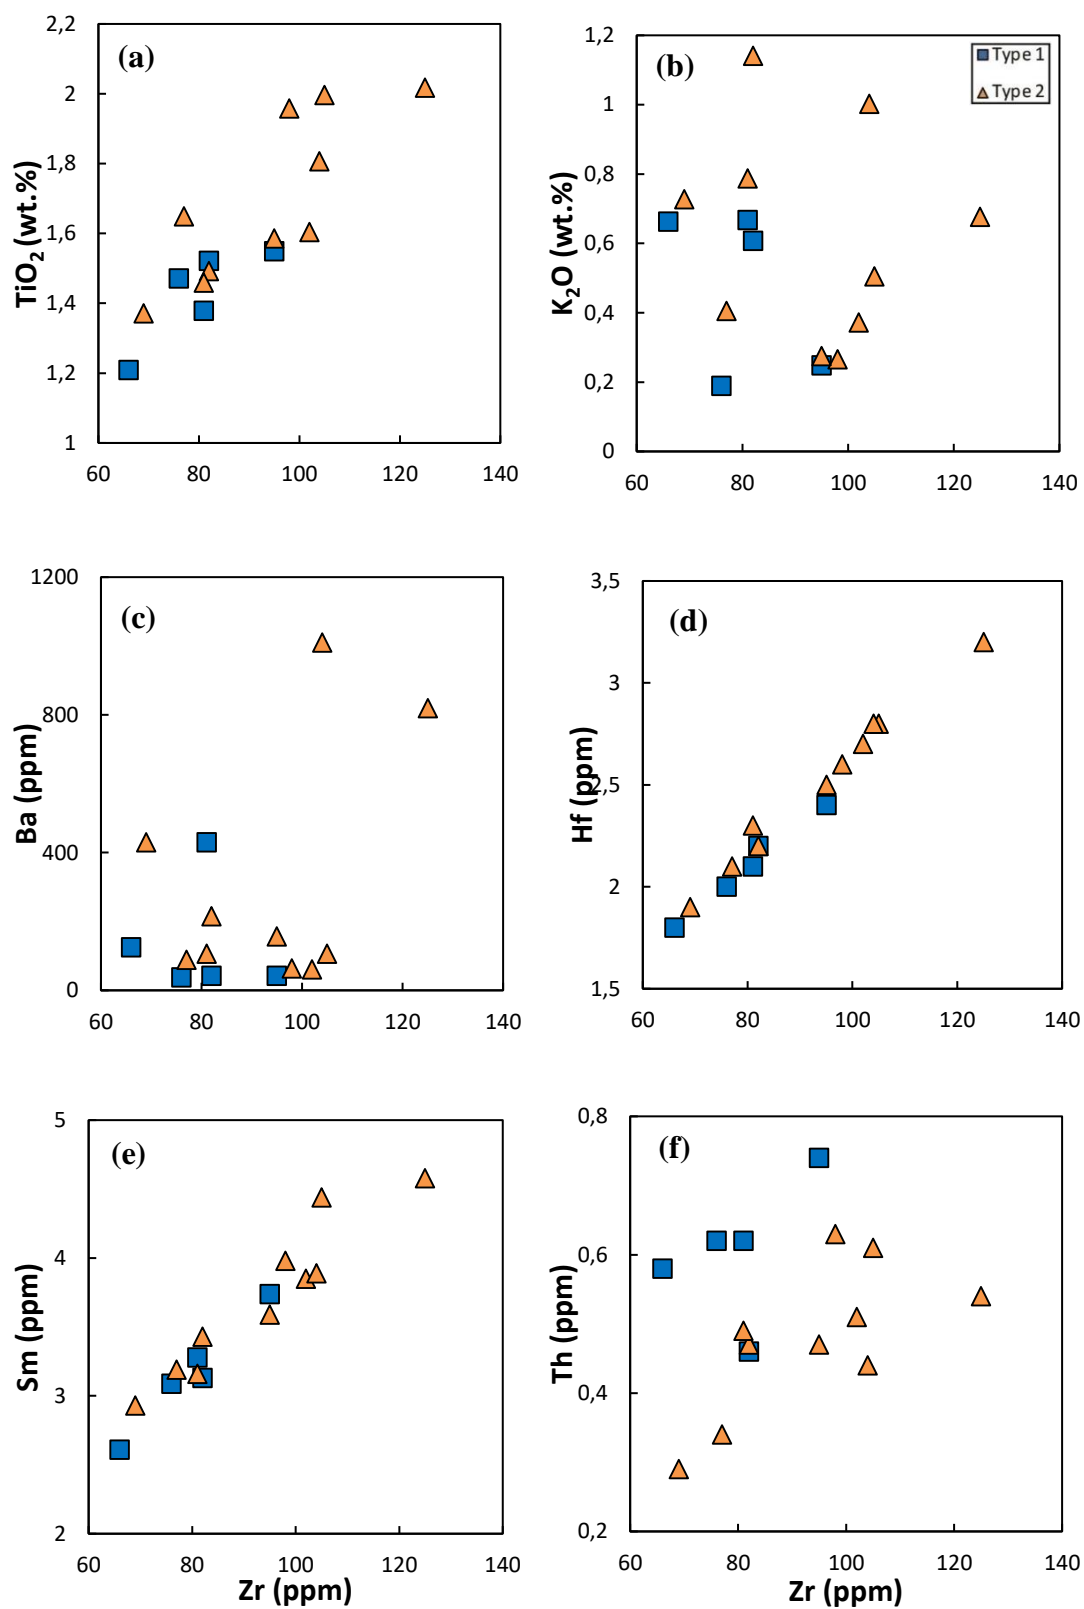 (a)
TiO2 (wt.%)
2,2
2
1,8
1,6
1,4
1,2
1
60 80 100 120 140
(b)
K2O (wt.%)
Type 1
Type 2
1,2
1
0,8
0,6
0,4
0,2
0
60 80 100 120 140
(c)
Ba (ppm)
1200
800
400
0
60 80 100 120 140
(d)
Hf (ppm)
3,5
3
2,5
2
1,5
60 80 100 120 140
(e)
Sm (ppm)
5
4
3
2
60 80 100 120 140
Zr (ppm)
(f)
Th (ppm)
0,8
0,6
0,4
0,2
60 80 100 120 140
Zr (ppm)